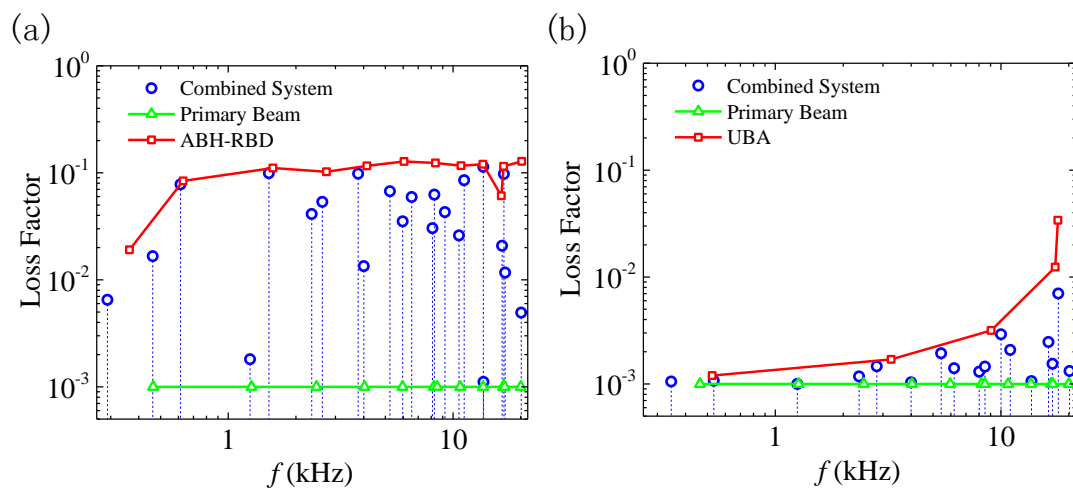 (a)
10^0
10^-1
10^-2
10^-3
Loss Factor
Combined System
Primary Beam
ABH-RBD
1
10
f (kHz)
(b)
10^0
10^-1
10^-2
10^-3
Loss Factor
Combined System
Primary Beam
UBA
1
10
f (kHz)